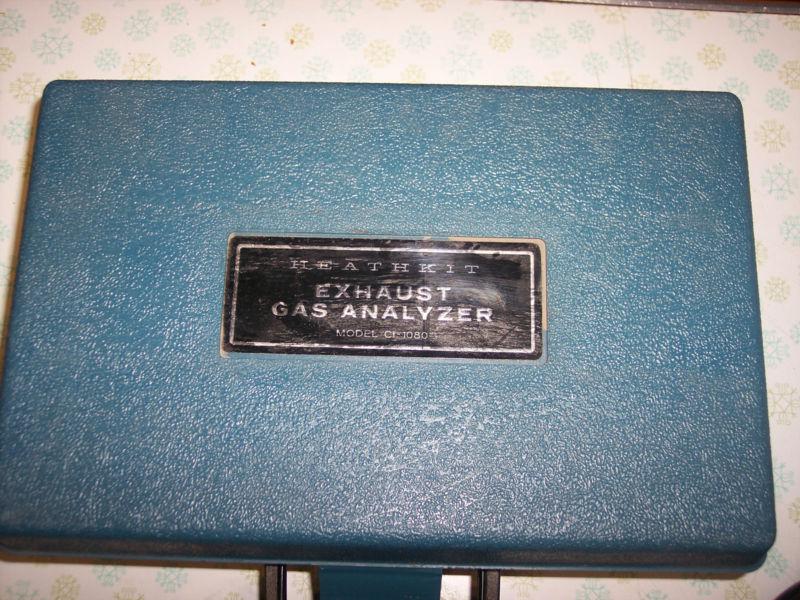 HEATHKIT
EXHAUST
GAS ANALYZER
MODEL CI-1080